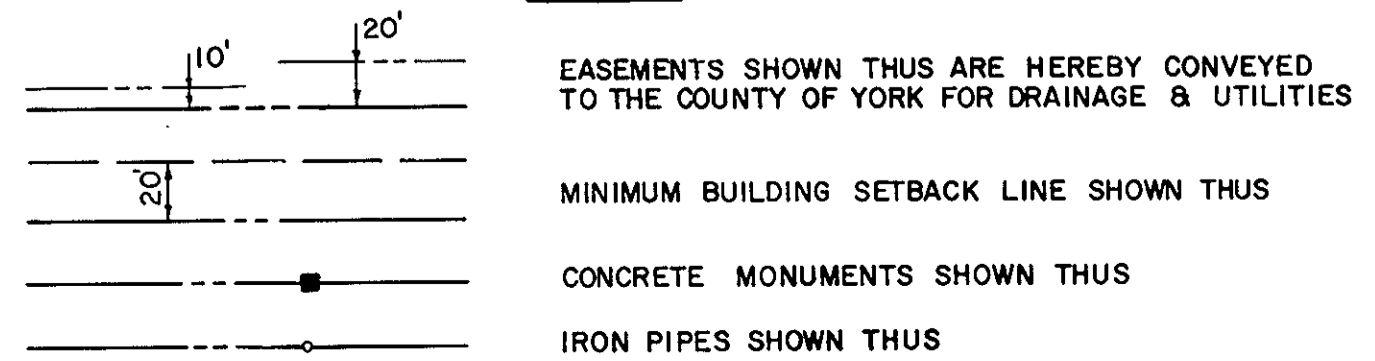 10'
20'
EASEMENTS SHOWN THUS ARE HEREBY CONVEYED
TO THE COUNTY OF YORK FOR DRAINAGE & UTILITIES
20'
MINIMUM BUILDING SETBACK LINE SHOWN THUS
CONCRETE MONUMENTS SHOWN THUS
IRON PIPES SHOWN THUS